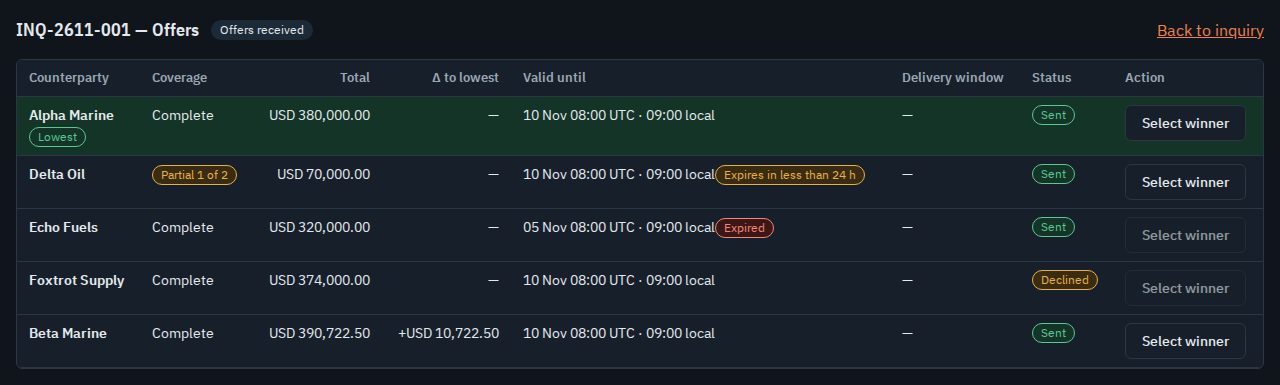 INQ-2611-001 — Offers Offers received Back to inquiry
Counterparty Coverage Total Δ to lowest Valid until Delivery window Status Action
Alpha Marine Complete USD 380,000.00 — 10 Nov 08:00 UTC · 09:00 local — Sent Select winner
Lowest
Delta Oil Partial 1 of 2 USD 70,000.00 — 10 Nov 08:00 UTC · 09:00 local Expires in less than 24 h — Sent Select winner
Echo Fuels Complete USD 320,000.00 — 05 Nov 08:00 UTC · 09:00 local Expired — Sent Select winner
Foxtrot Supply Complete USD 374,000.00 — 10 Nov 08:00 UTC · 09:00 local — Declined Select winner
Beta Marine Complete USD 390,722.50 +USD 10,722.50 10 Nov 08:00 UTC · 09:00 local — Sent Select winner